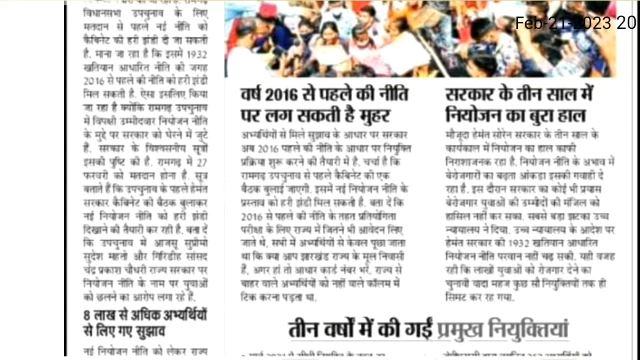 विधानसभा उपचुनाव के लिए
मतदान से पहले नई नीति को
कैबिनेट की हरी झंडी दी जा सकती
है. माना जा रहा है कि इसमें 1932
खतियान आधारित नीति की जगह
2016 से पहले की नीति को हरी झंडी
मिल सकती है. ऐसा इसलिए किया
जा रहा है क्योंकि रामगढ़ उपचुनाव
में विपक्षी उम्मीदवार नियोजन नीति
के मुद्दे पर सरकार को घेरने में जुटे
हैं. सरकार के विश्वसनीय सूत्रों
इसकी पुष्टि की है. रामगढ़ में 27
फरवरी को मतदान होना है. सूत्र
बताते हैं कि उपचुनाव के पहले हेमंत
सरकार कैबिनेट की बैठक बुलाकर
नई नियोजन नीति को हरी झंडी
दिखाने की तैयारी कर रही है. बता दें
कि उपचुनाव में आजसू सुप्रीमो
सुदेश महतो और गिरिडीह सांसद
चंद्र प्रकाश चौधरी राज्य सरकार पर
नियोजन नीति के नाम पर युवाओं
को छलने का आरोप लगा रहे हैं.
8 लाख से अधिक अभ्यर्थियों
से लिए गए सुझाव
नई नियोजन नीति को लेकर राज्य
Feb-21-2023 20
वर्ष 2016 से पहले की नीति
पर लग सकती है मुहर
अभ्यर्थियों से मिले सुझाव के आधार पर सरकार
अब 2016 पहले की नीति के आधार पर नियुक्ति
प्रक्रिया शुरू करने की तैयारी में है. चर्चा है कि
रामगढ़ उपचुनाव से पहले कैबिनेट की एक
बैठक बुलाई जाएगी. इसमें नई नियोजन नीति के
प्रस्ताव को हरी झंडी मिल सकती है. बता दें कि
2016 से पहले की नीति के तहत प्रतियोगिता
परीक्षा के लिए राज्य में जितने भी आवेदन लिए
जाते थे, सभी में अभ्यर्थियों से केवल पूछा जाता
था कि क्या आप झारखंड राज्य के मूल निवासी
हैं, अगर हां तो आधार कार्ड नंबर भरें, राज्य से
बाहर वाले अभ्यर्थियों को नहीं वाले कॉलम में
टिक करना पड़ता था.
सरकार के तीन साल में
नियोजन का बुरा हाल
मौजूदा हेमंत सोरेन सरकार के तीन साल के
कार्यकाल में नियोजन का हाल काफी
निराशाजनक रहा है. नियोजन नीति के अभाव में
बेरोजगारों का बढ़ता आंकड़ा इसकी गवाही दे
रहा है. इस दौरान सरकार का कोई भी प्रयास
बेरोजगार युवाओं की उम्मीदों की मंजिल को
हासिल नहीं कर सका. सबसे बड़ा झटका उच्च
न्यायालय ने दिया. उच्च न्यायालय के आदेश पर
हेमंत सरकार की 1932 खतियान आधारित
नियोजन नीति परवान नहीं चढ़ सकी. यही वजह
रही कि लाखों युवाओं को रोजगार देने का
चुनावी वादा महज कुछ सौ नियुक्तियों तक ही
सिमट कर रह गया.
तीन वर्षों में की गईं प्रमुख नियुक्तियां